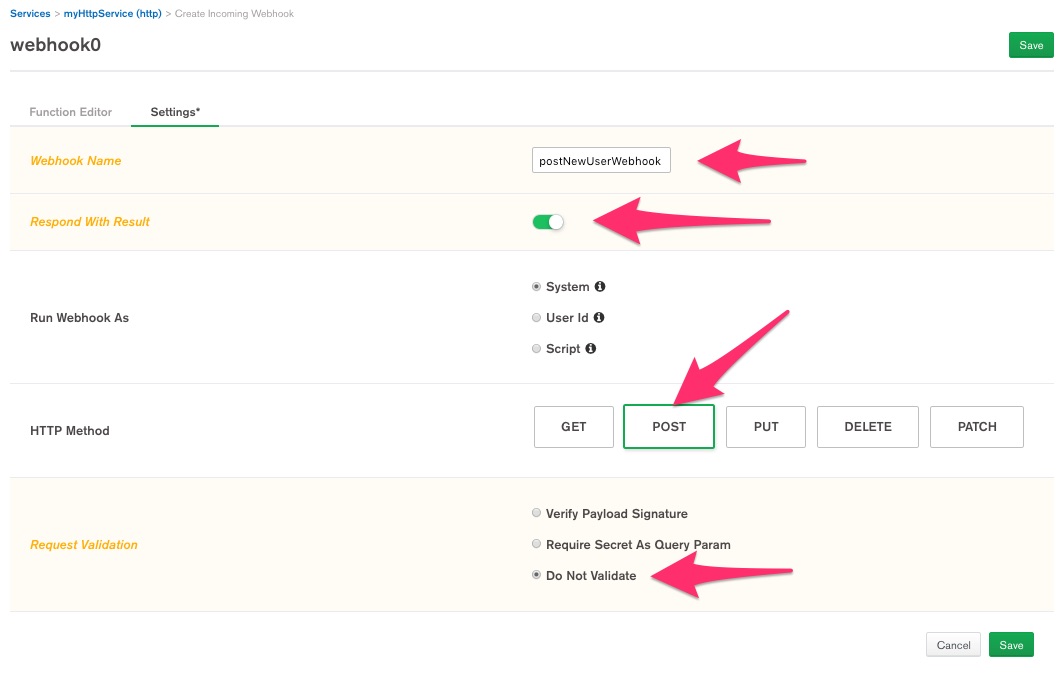 Services > myHttpService (http) > Create Incoming Webhook
webhook0
Save
Function Editor Settings*
Webhook Name postNewUserWebhook
Respond With Result
System
Run Webhook As User Id
Script
HTTP Method GET POST PUT DELETE PATCH
Verify Payload Signature
Request Validation Require Secret As Query Param
Do Not Validate
Cancel Save